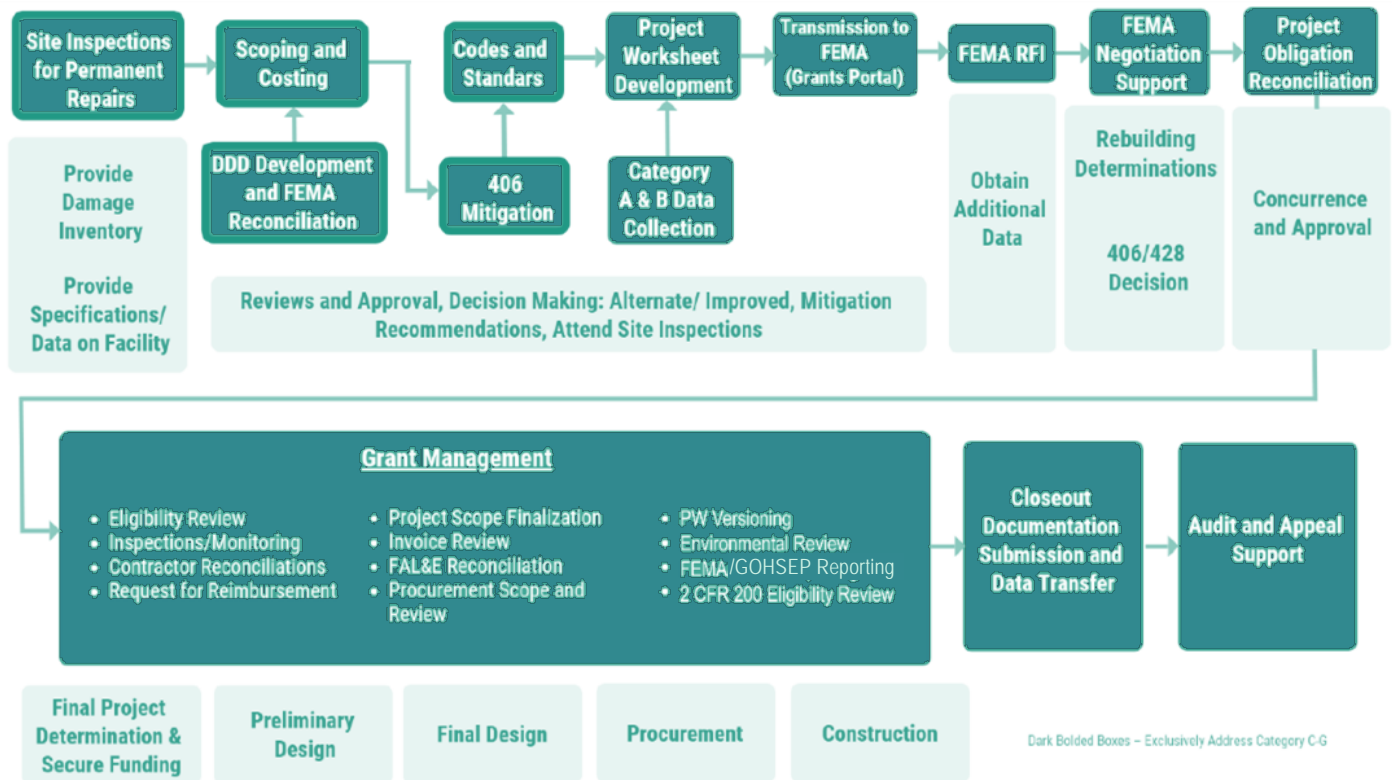 Site Inspections
for Permanent
Repairs
Scoping and
Costing
Codes and
Standars
Project
Worksheet
Development
Transmission to
FEMA
(Grants Portal)
FEMA RFI
FEMA
Negotiation
Support
Project
Obligation
Reconciliation
DDD Development
and FEMA
Reconciliation
406
Mitigation
Category
A & B Data
Collection
Provide
Damage
Inventory
Provide
Specifications/
Data on Facility
Reviews and Approval, Decision Making: Alternate/ Improved, Mitigation
Recommendations, Attend Site Inspections
Obtain
Additional
Data
Rebuilding
Determinations
406/428
Decision
Concurrence
and Approval
Grant Management
• Eligibility Review
• Inspections/Monitoring
• Contractor Reconciliations
• Request for Reimbursement
• Project Scope Finalization
• Invoice Review
• FAL&E Reconciliation
• Procurement Scope and
Review
• PW Versioning
• Environmental Review
• FEMA/GOHSEP Reporting
• 2 CFR 200 Eligibility Review
Closeout
Documentation
Submission and
Data Transfer
Audit and Appeal
Support
Final Project
Determination &
Secure Funding
Preliminary
Design
Final Design
Procurement
Construction
Dark Bolded Boxes – Exclusively Address Category C-G